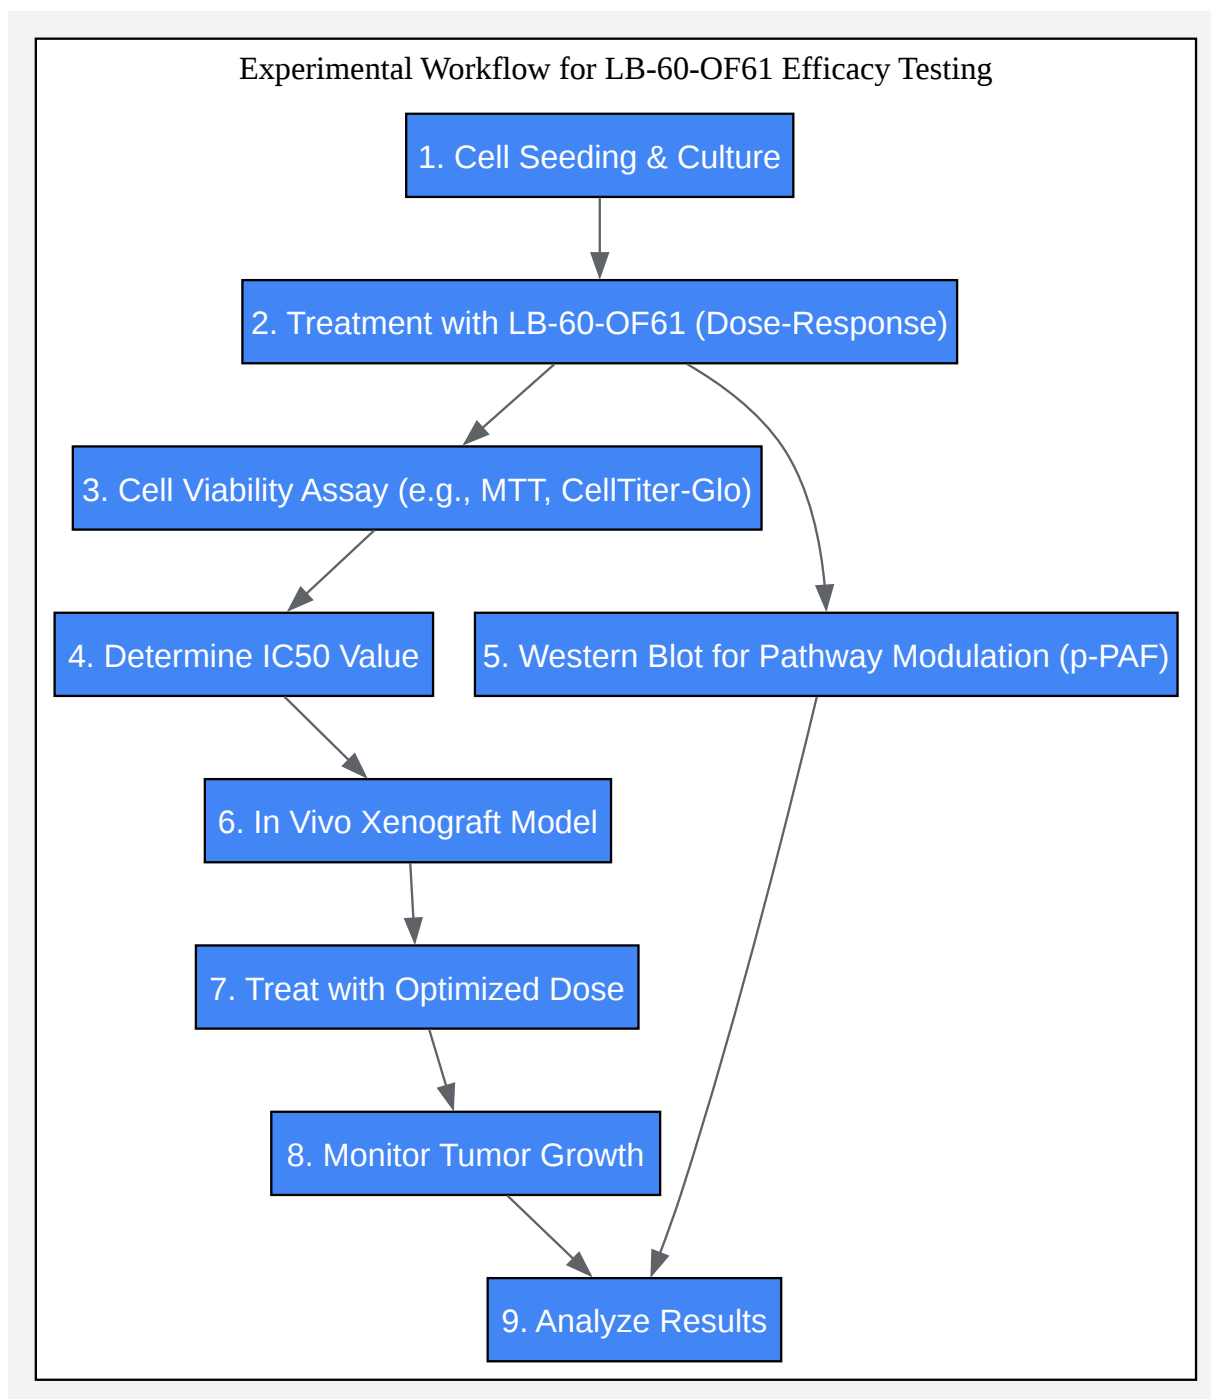 Experimental Workflow for LB-60-OF61 Efficacy Testing
1. Cell Seeding & Culture
2. Treatment with LB-60-OF61 (Dose-Response)
3. Cell Viability Assay (e.g., MTT, CellTiter-Glo)
4. Determine IC50 Value
5. Western Blot for Pathway Modulation (p-PAF)
6. In Vivo Xenograft Model
7. Treat with Optimized Dose
8. Monitor Tumor Growth
9. Analyze Results